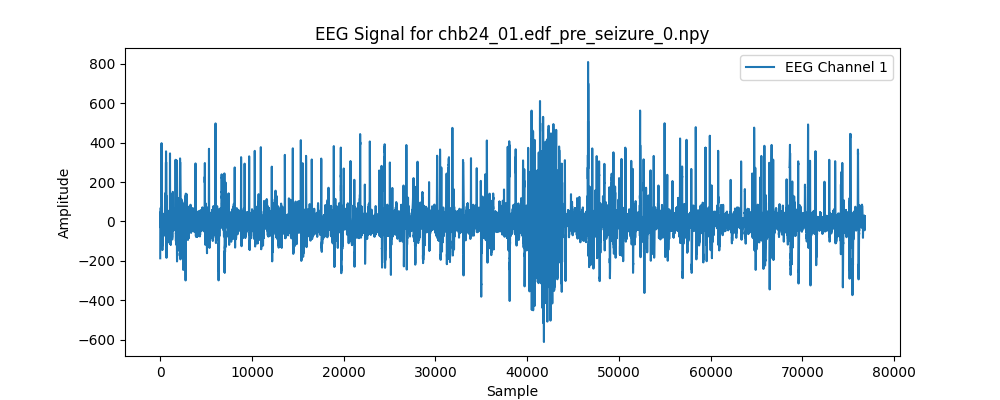 EEG Signal for chb24_01.edf_pre_seizure_0.npy
EEG Channel 1
Amplitude
800
600
400
200
0
−200
−400
−600
0 10000 20000 30000 40000 50000 60000 70000 80000
Sample